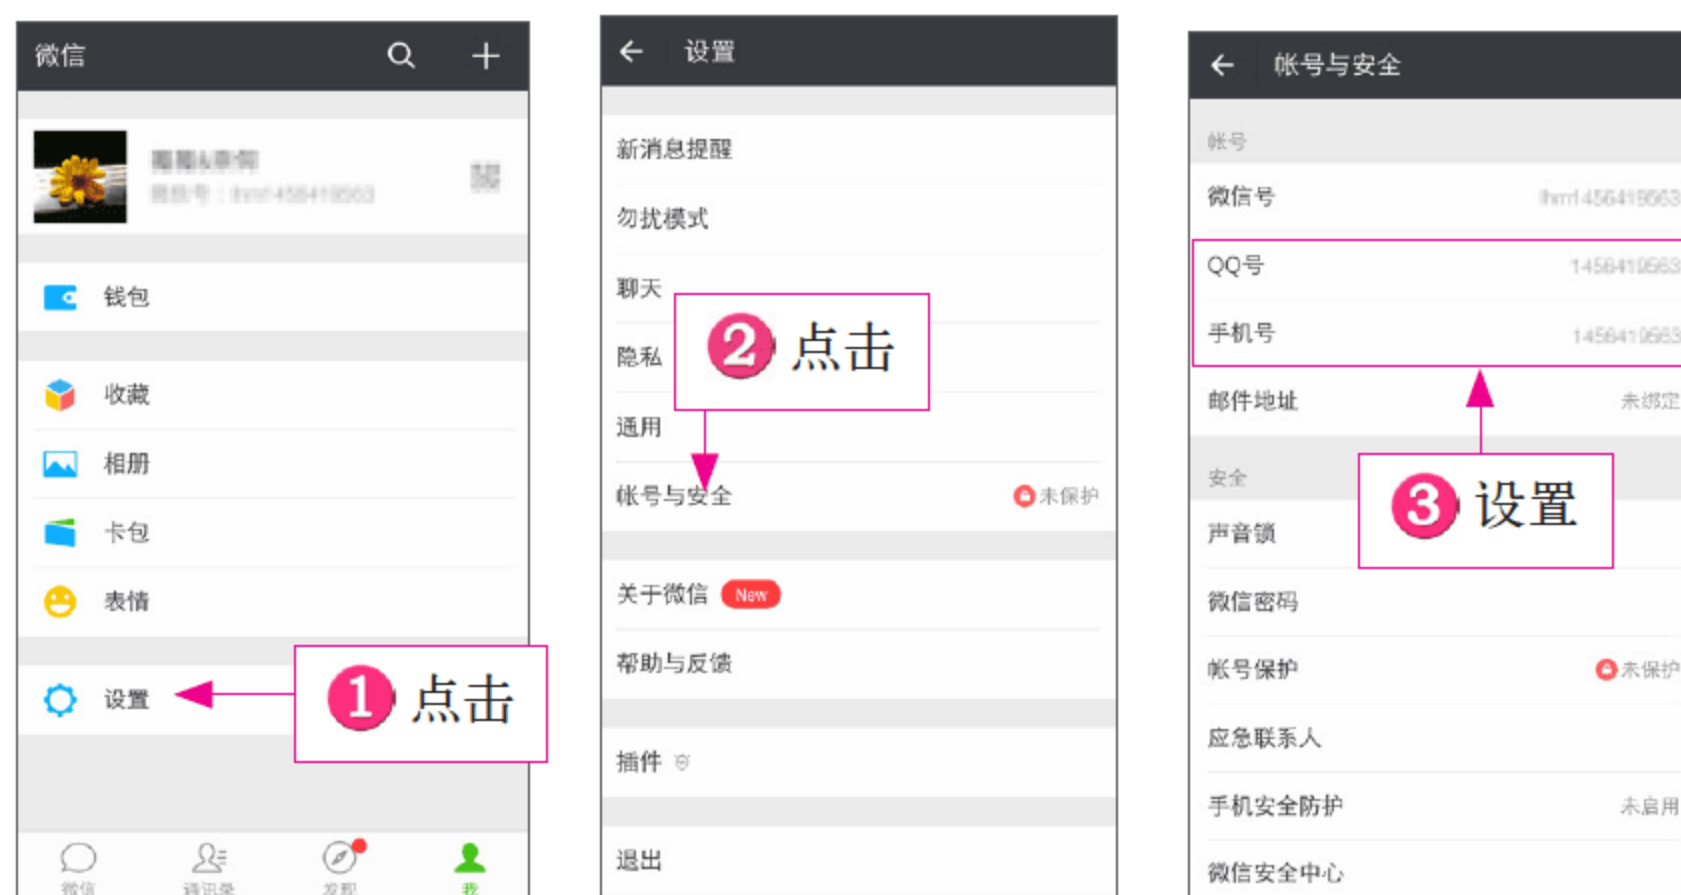 微信
钱包
收藏
相册
卡包
表情
设置
1 点击
微信
通讯录
发现
我
设置
新消息提醒
勿扰模式
聊天
隐私
2 点击
通用
帐号与安全 未保护
关于微信 New
帮助与反馈
插件
退出
帐号与安全
帐号
微信号
QQ号
手机号
邮件地址 未绑定
安全
3 设置
声音锁
微信密码
帐号保护 未保护
应急联系人
手机安全防护 未启用
微信安全中心